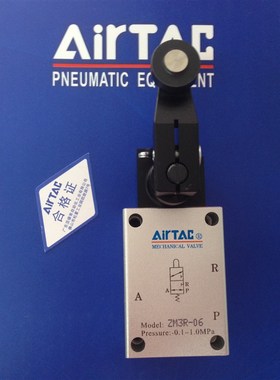 AirTAC
PNEUMATIC EQUIPMENT
AirTAC
合格证
AirTAC ®
MECHANICAL VALVE
R
A
R
A P
P
Model: ZM3R-06
Pressure: 0.1~1.0MPa